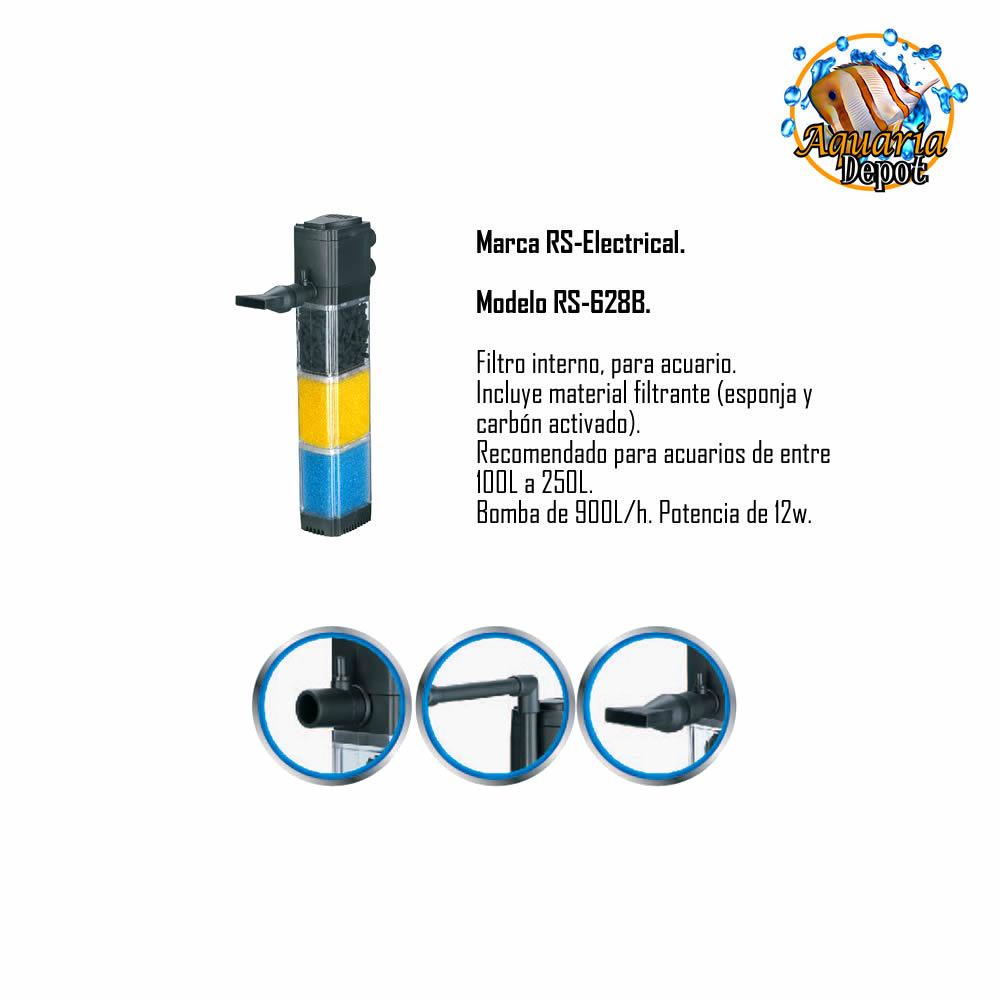 Aquaria
Depot
Marca RS-Electrical.
Modelo RS-628B.
Filtro interno, para acuario.
Incluye material filtrante (esponja y
carbón activado).
Recomendado para acuarios de entre
100L a 250L.
Bomba de 900L/h. Potencia de 12w.